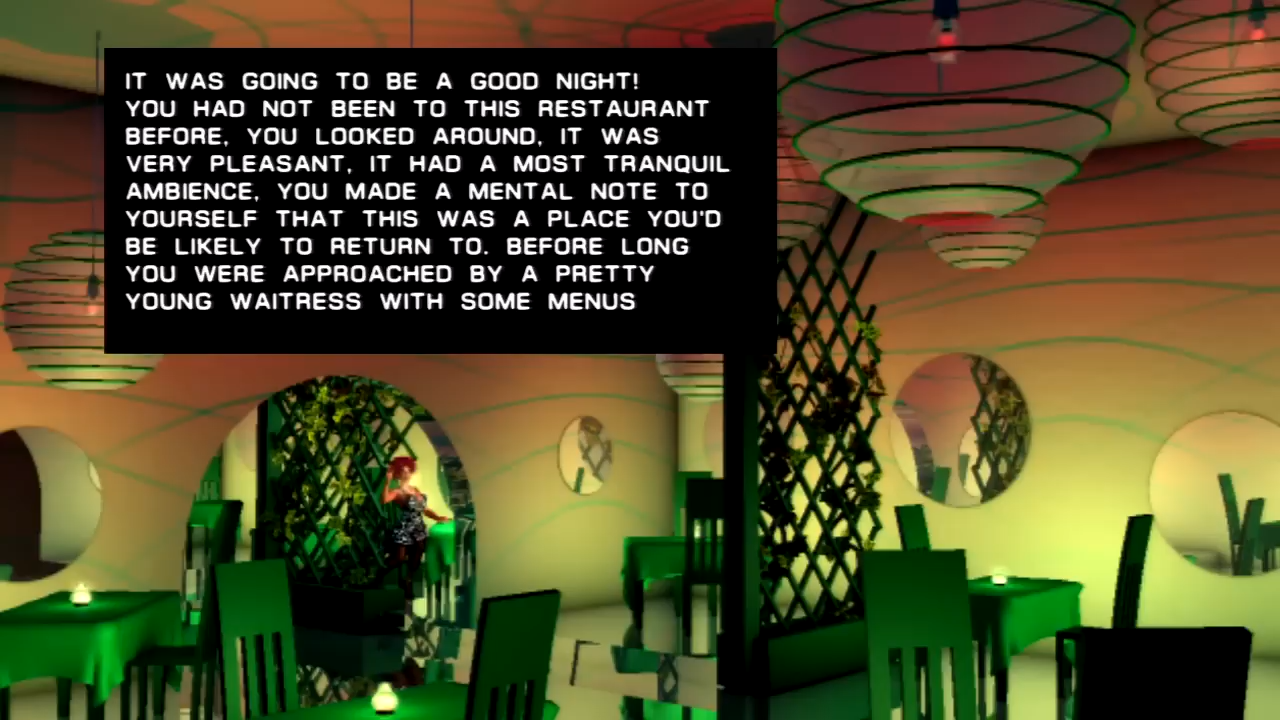 IT WAS GOING TO BE A GOOD NIGHT!
YOU HAD NOT BEEN TO THIS RESTAURANT
BEFORE, YOU LOOKED AROUND, IT WAS
VERY PLEASANT, IT HAD A MOST TRANQUIL
AMBIENCE, YOU MADE A MENTAL NOTE TO
YOURSELF THAT THIS WAS A PLACE YOU'D
BE LIKELY TO RETURN TO. BEFORE LONG
YOU WERE APPROACHED BY A PRETTY
YOUNG WAITRESS WITH SOME MENUS